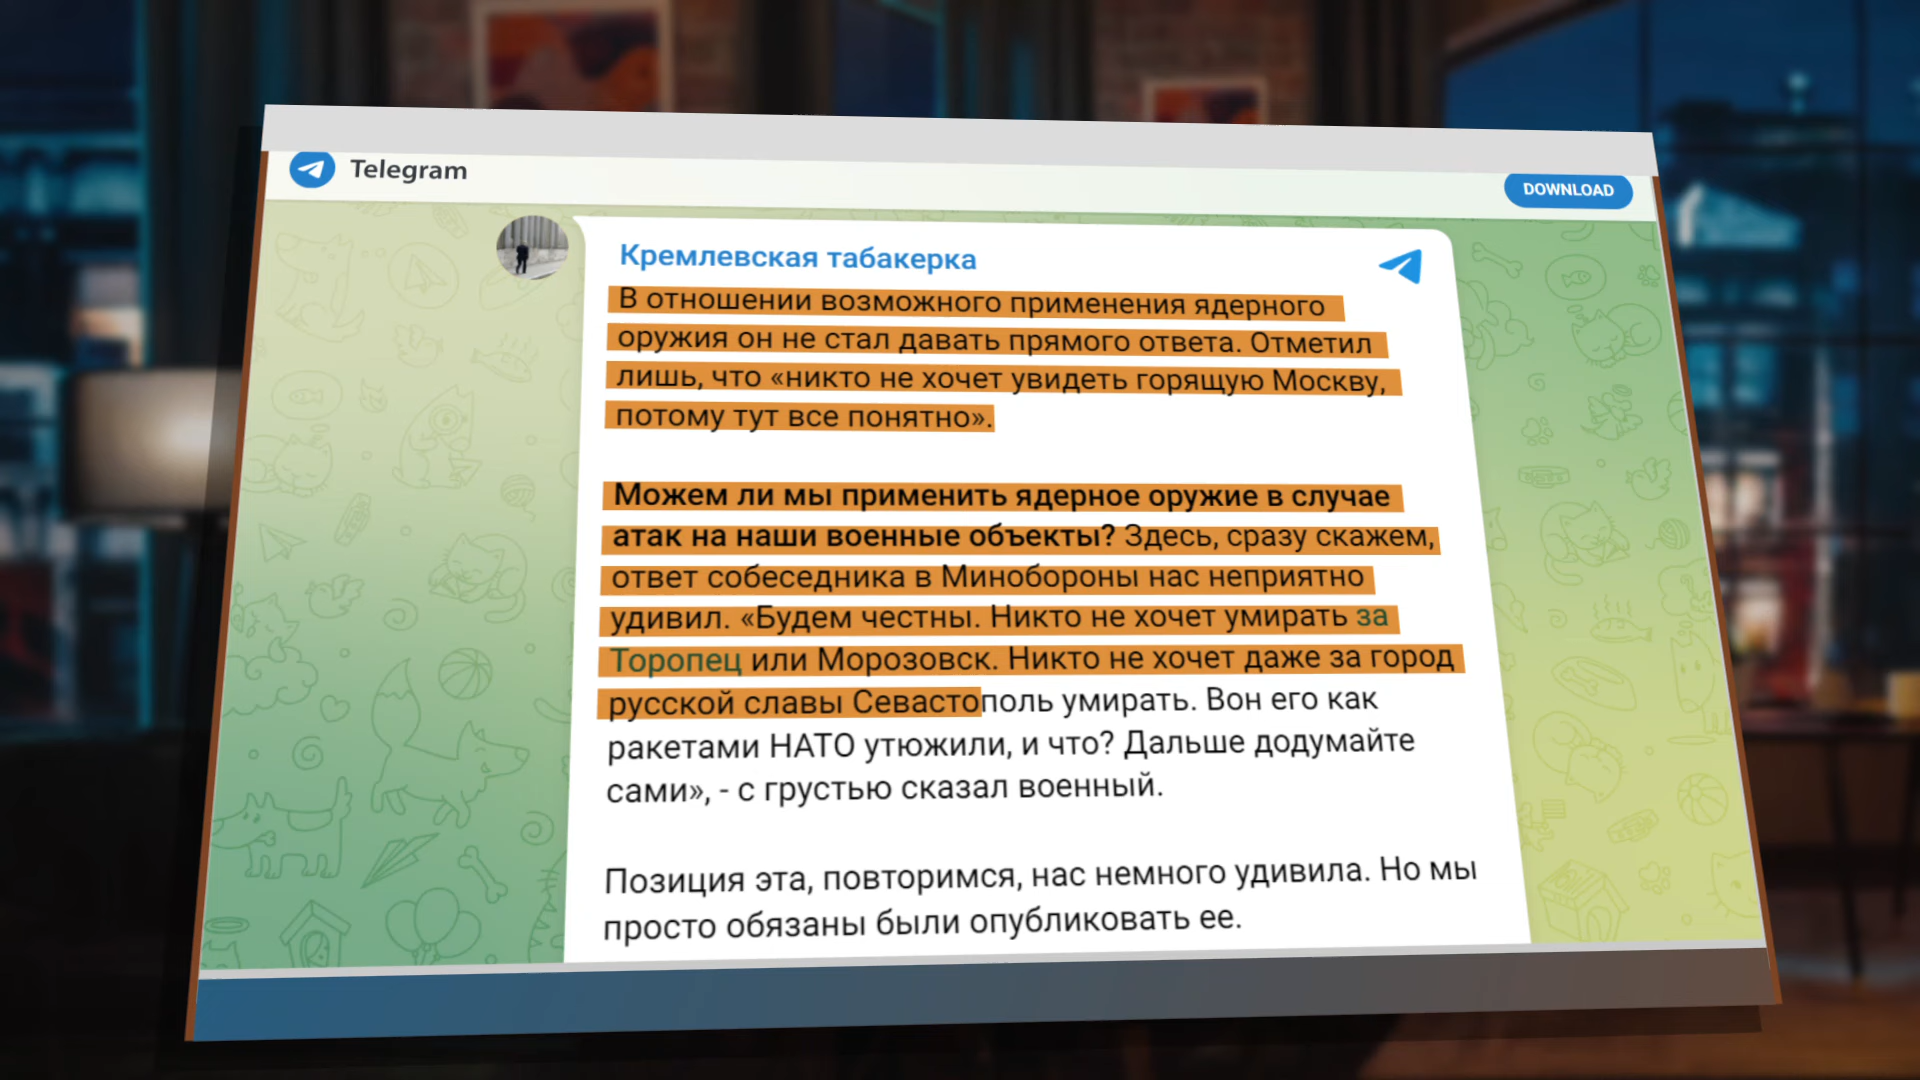 Telegram
DOWNLOAD
Кремлевская табакерка
В отношении возможного применения ядерного
оружия он не стал давать прямого ответа. Отметил
лишь, что «никто не хочет увидеть горящую Москву,
потому тут все понятно».
Можем ли мы применить ядерное оружие в случае
атак на наши военные объекты? Здесь, сразу скажем,
ответ собеседника в Минобороны нас неприятно
удивил. «Будем честны. Никто не хочет умирать за
Торопец или Морозовск. Никто не хочет даже за город
русской славы Севастополь умирать. Вон его как
ракетами НАТО утюжили, и что? Дальше додумайте
сами», - с грустью сказал военный.
Позиция эта, повторимся, нас немного удивила. Но мы
просто обязаны были опубликовать ее.